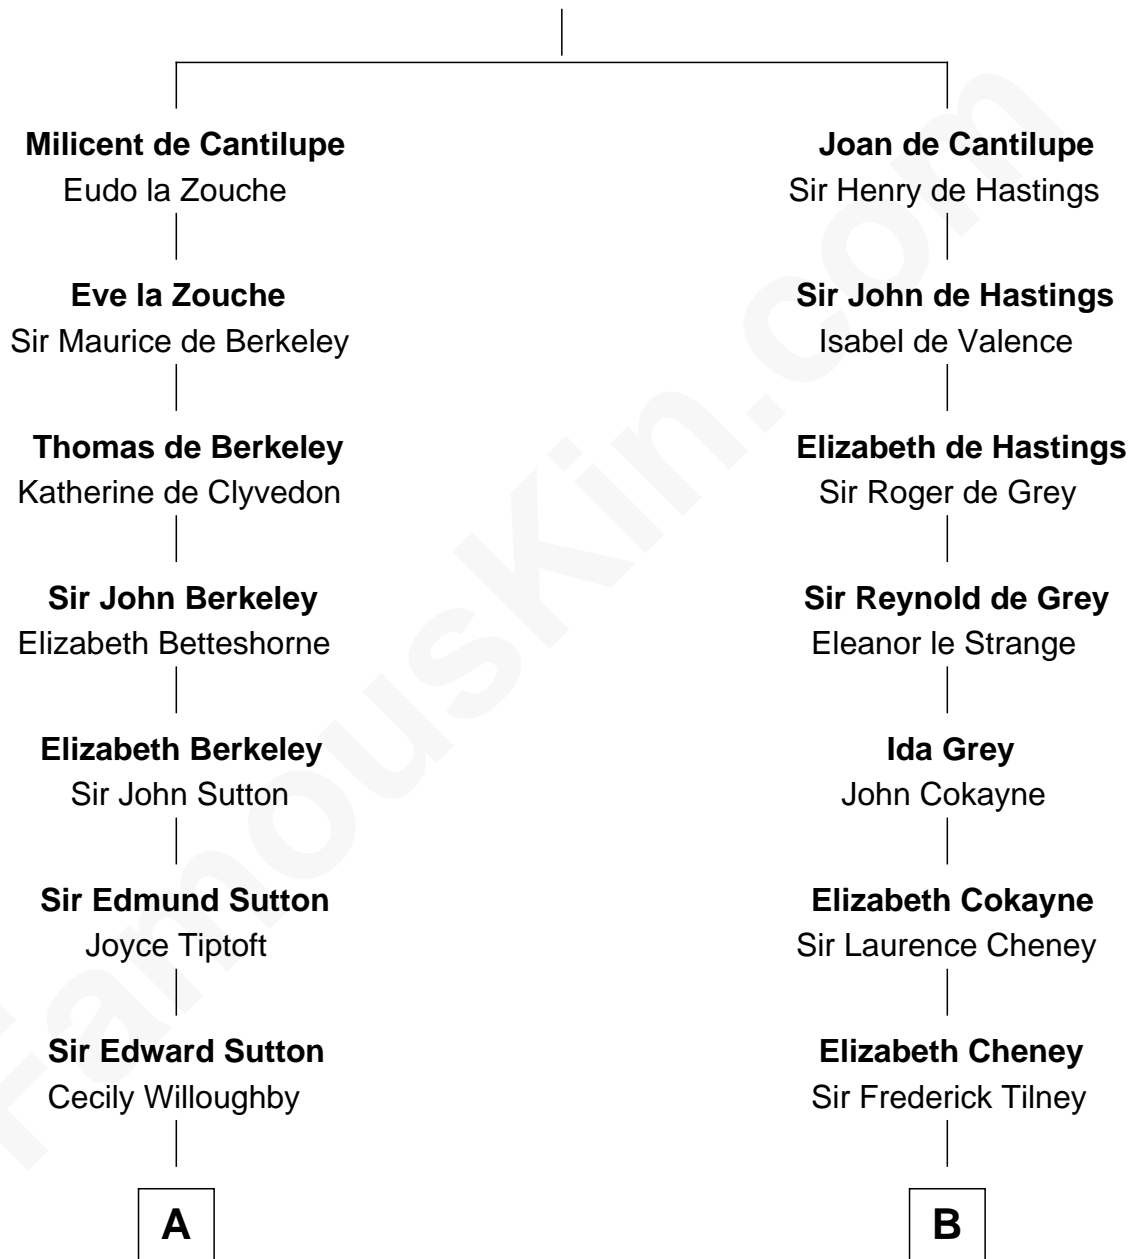 Milicent de Cantilupe
Eudo la Zouche
Eve la Zouche
Sir Maurice de Berkeley
Thomas de Berkeley
Katherine de Clyvedon
Sir John Berkeley
Elizabeth Betteshorne
Elizabeth Berkeley
Sir John Sutton
Sir Edmund Sutton
Joyce Tiptoft
Sir Edward Sutton
Cecily Willoughby
A
Joan de Cantilupe
Sir Henry de Hastings
Sir John de Hastings
Isabel de Valence
Elizabeth de Hastings
Sir Roger de Grey
Sir Reynold de Grey
Eleanor le Strange
Ida Grey
John Cokayne
Elizabeth Cokayne
Sir Laurence Cheney
Elizabeth Cheney
Sir Frederick Tilney
B
FamousKin.com